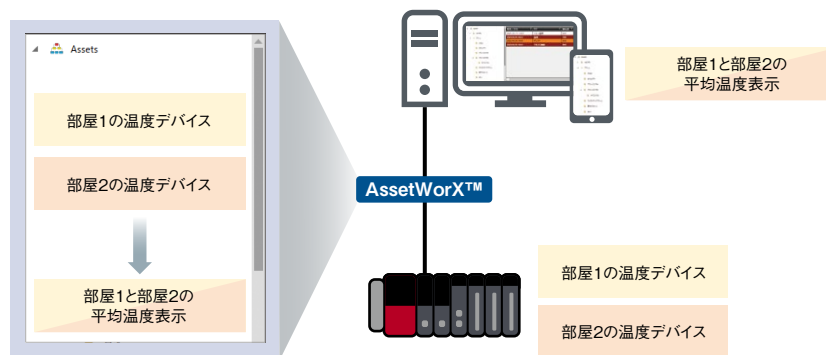 Assets
部屋1の温度デバイス
部屋2の温度デバイス
部屋1と部屋2の
平均温度表示
AssetWorX™
部屋1と部屋2の
平均温度表示
部屋1の温度デバイス
部屋2の温度デバイス